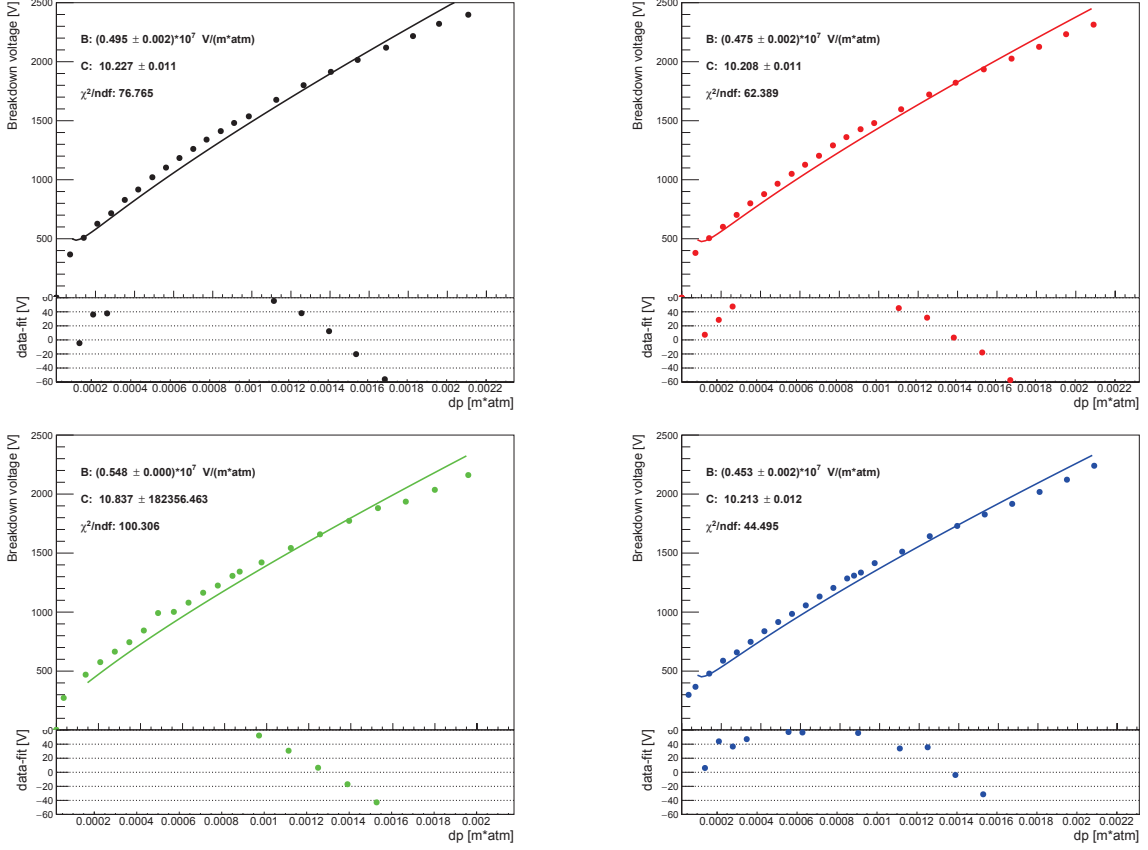 Breakdown voltage [V]
2500
2000
1500
1000
500
B: (0.495 ± 0.002)*10⁷ V/(m*atm)
C: 10.227 ± 0.011
χ²/ndf: 76.765
data-fit [V]
60
40
20
0
−20
−40
−60
0.0002 0.0004 0.0006 0.0008 0.001 0.0012 0.0014 0.0016 0.0018 0.002 0.0022
dp [m*atm]
Breakdown voltage [V]
2500
2000
1500
1000
500
B: (0.475 ± 0.002)*10⁷ V/(m*atm)
C: 10.208 ± 0.011
χ²/ndf: 62.389
data-fit [V]
60
40
20
0
−20
−40
−60
0.0002 0.0004 0.0006 0.0008 0.001 0.0012 0.0014 0.0016 0.0018 0.002 0.0022
dp [m*atm]
Breakdown voltage [V]
2500
2000
1500
1000
500
B: (0.548 ± 0.000)*10⁷ V/(m*atm)
C: 10.837 ± 182356.463
χ²/ndf: 100.306
data-fit [V]
60
40
20
0
−20
−40
−60
0.0002 0.0004 0.0006 0.0008 0.001 0.0012 0.0014 0.0016 0.0018 0.002
dp [m*atm]
Breakdown voltage [V]
2500
2000
1500
1000
500
B: (0.453 ± 0.002)*10⁷ V/(m*atm)
C: 10.213 ± 0.012
χ²/ndf: 44.495
data-fit [V]
60
40
20
0
−20
−40
−60
0.0002 0.0004 0.0006 0.0008 0.001 0.0012 0.0014 0.0016 0.0018 0.002 0.0022
dp [m*atm]